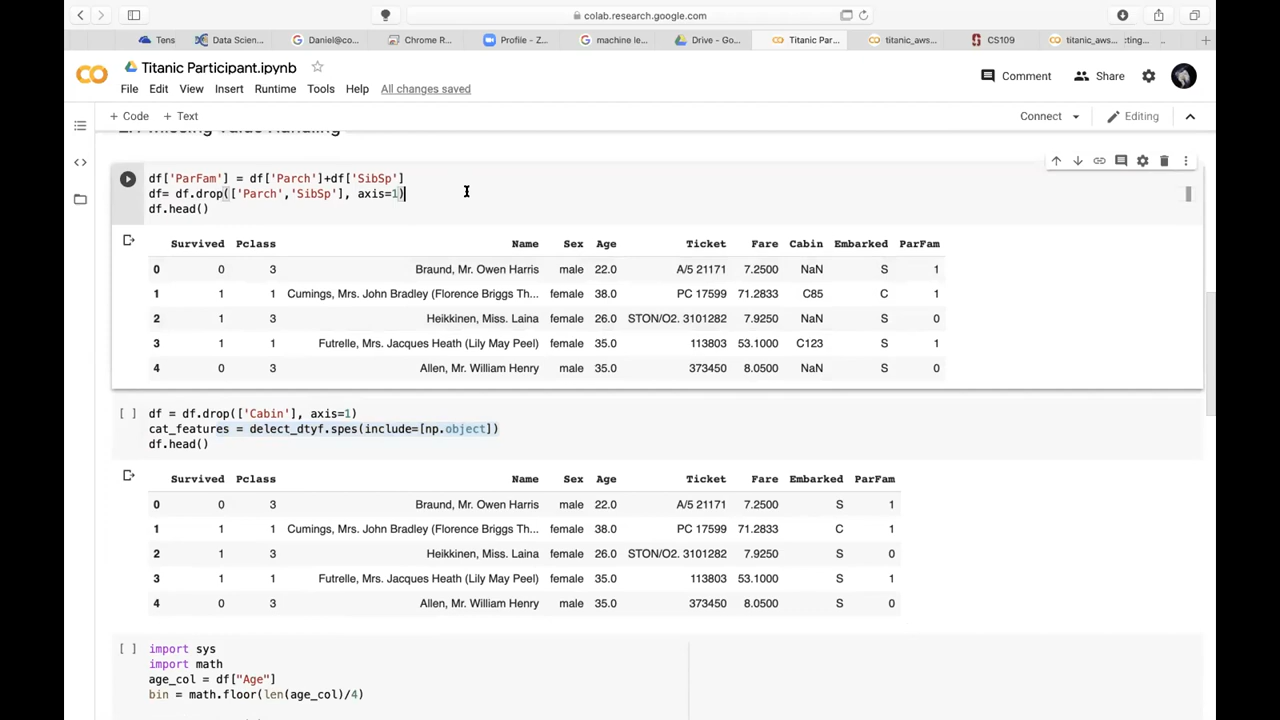 colab.research.google.com
Tens
Data Scien...
Daniel@co...
Chrome R...
Profile - Z...
machine le...
Drive - Go...
Titanic Par...
titanic_aws...
CS109
titanic_aws... :ting...
Titanic Participant.ipynb
Comment
Share
File Edit View Insert Runtime Tools Help All changes saved
+ Code + Text
Connect
Editing
Missing Value Handling
df['ParFam'] = df['Parch']+df['SibSp']
df= df.drop(['Parch','SibSp'], axis=1)
df.head()
Survived Pclass Name Sex Age Ticket Fare Cabin Embarked ParFam
0 0 3 Braund, Mr. Owen Harris male 22.0 A/5 21171 7.2500 NaN S 1
1 1 1 Cumings, Mrs. John Bradley (Florence Briggs Th... female 38.0 PC 17599 71.2833 C85 C 1
2 1 3 Heikkinen, Miss. Laina female 26.0 STON/O2. 3101282 7.9250 NaN S 0
3 1 1 Futrelle, Mrs. Jacques Heath (Lily May Peel) female 35.0 113803 53.1000 C123 S 1
4 0 3 Allen, Mr. William Henry male 35.0 373450 8.0500 NaN S 0
[ ] df = df.drop(['Cabin'], axis=1)
cat_features = delect_dtyf.spes(include=[np.object])
df.head()
Survived Pclass Name Sex Age Ticket Fare Embarked ParFam
0 0 3 Braund, Mr. Owen Harris male 22.0 A/5 21171 7.2500 S 1
1 1 1 Cumings, Mrs. John Bradley (Florence Briggs Th... female 38.0 PC 17599 71.2833 C 1
2 1 3 Heikkinen, Miss. Laina female 26.0 STON/O2. 3101282 7.9250 S 0
3 1 1 Futrelle, Mrs. Jacques Heath (Lily May Peel) female 35.0 113803 53.1000 S 1
4 0 3 Allen, Mr. William Henry male 35.0 373450 8.0500 S 0
[ ] import sys
import math
age_col = df["Age"]
bin = math.floor(len(age_col)/4)